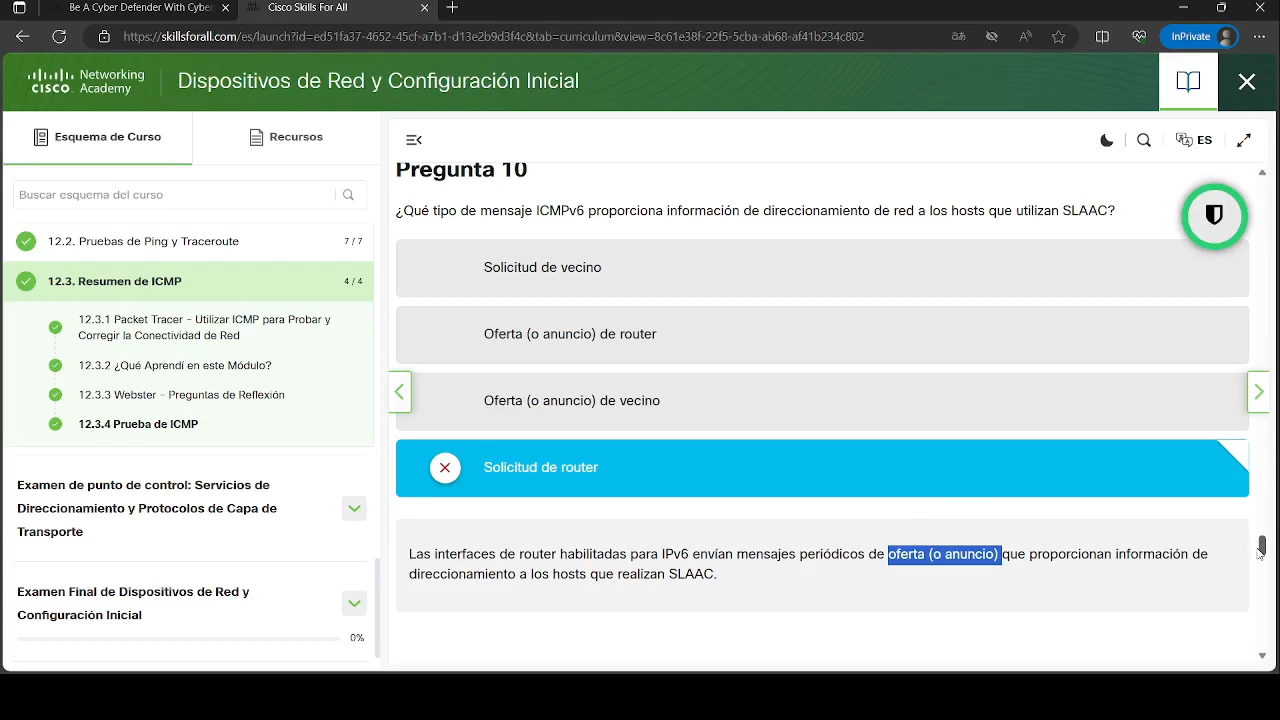 Be A Cyber Defender With Cyber
Cisco Skills For All
https://skillsforall.com/es/launch?id=ed51fa37-4652-45cf-a7b1-d13e2b9d3f4c8&tab=curriculum&view=8c61e38f-22f5-5cba-ab68-af41b234c802
InPrivate
Networking
CISCO Academy
Dispositivos de Red y Configuración Inicial
Esquema de Curso
Recursos
ES
Buscar esquema del curso
12.2. Pruebas de Ping y Traceroute
7 / 7
12.3. Resumen de ICMP
4 / 4
12.3.1 Packet Tracer - Utilizar ICMP para Probar y
Corregir la Conectividad de Red
12.3.2 ¿Qué Aprendí en este Módulo?
12.3.3 Webster - Preguntas de Reflexión
12.3.4 Prueba de ICMP
Examen de punto de control: Servicios de
Direccionamiento y Protocolos de Capa de
Transporte
Examen Final de Dispositivos de Red y
Configuración Inicial
0%
Pregunta 10
¿Qué tipo de mensaje ICMPv6 proporciona información de direccionamiento de red a los hosts que utilizan SLAAC?
Solicitud de vecino
Oferta (o anuncio) de router
Oferta (o anuncio) de vecino
Solicitud de router
Las interfaces de router habilitadas para IPv6 envían mensajes periódicos de oferta (o anuncio) que proporcionan información de
direccionamiento a los hosts que realizan SLAAC.